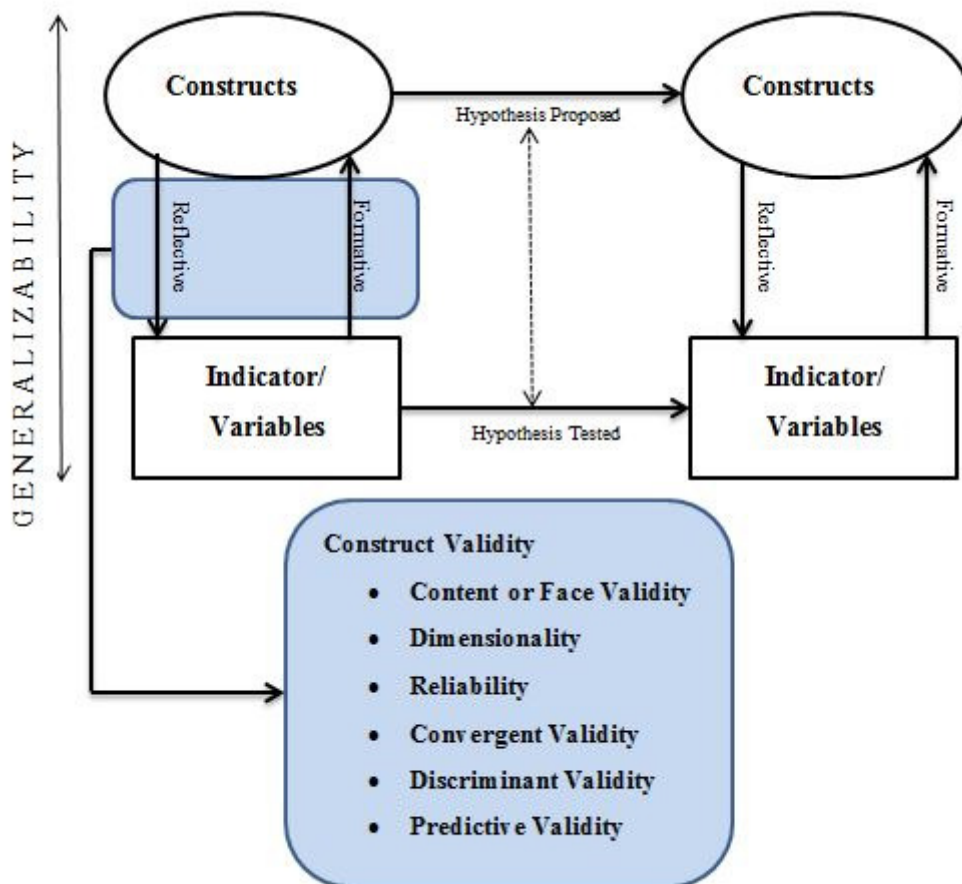 GENERALIZABILITY
Constructs
Constructs
Hypothesis Proposed
Reflective
Formative
Reflective
Formative
Indicator/
Variables
Indicator/
Variables
Hypothesis Tested
Construct Validity
• Content or Face Validity
• Dimensionality
• Reliability
• Convergent Validity
• Discriminant Validity
• Predictive Validity